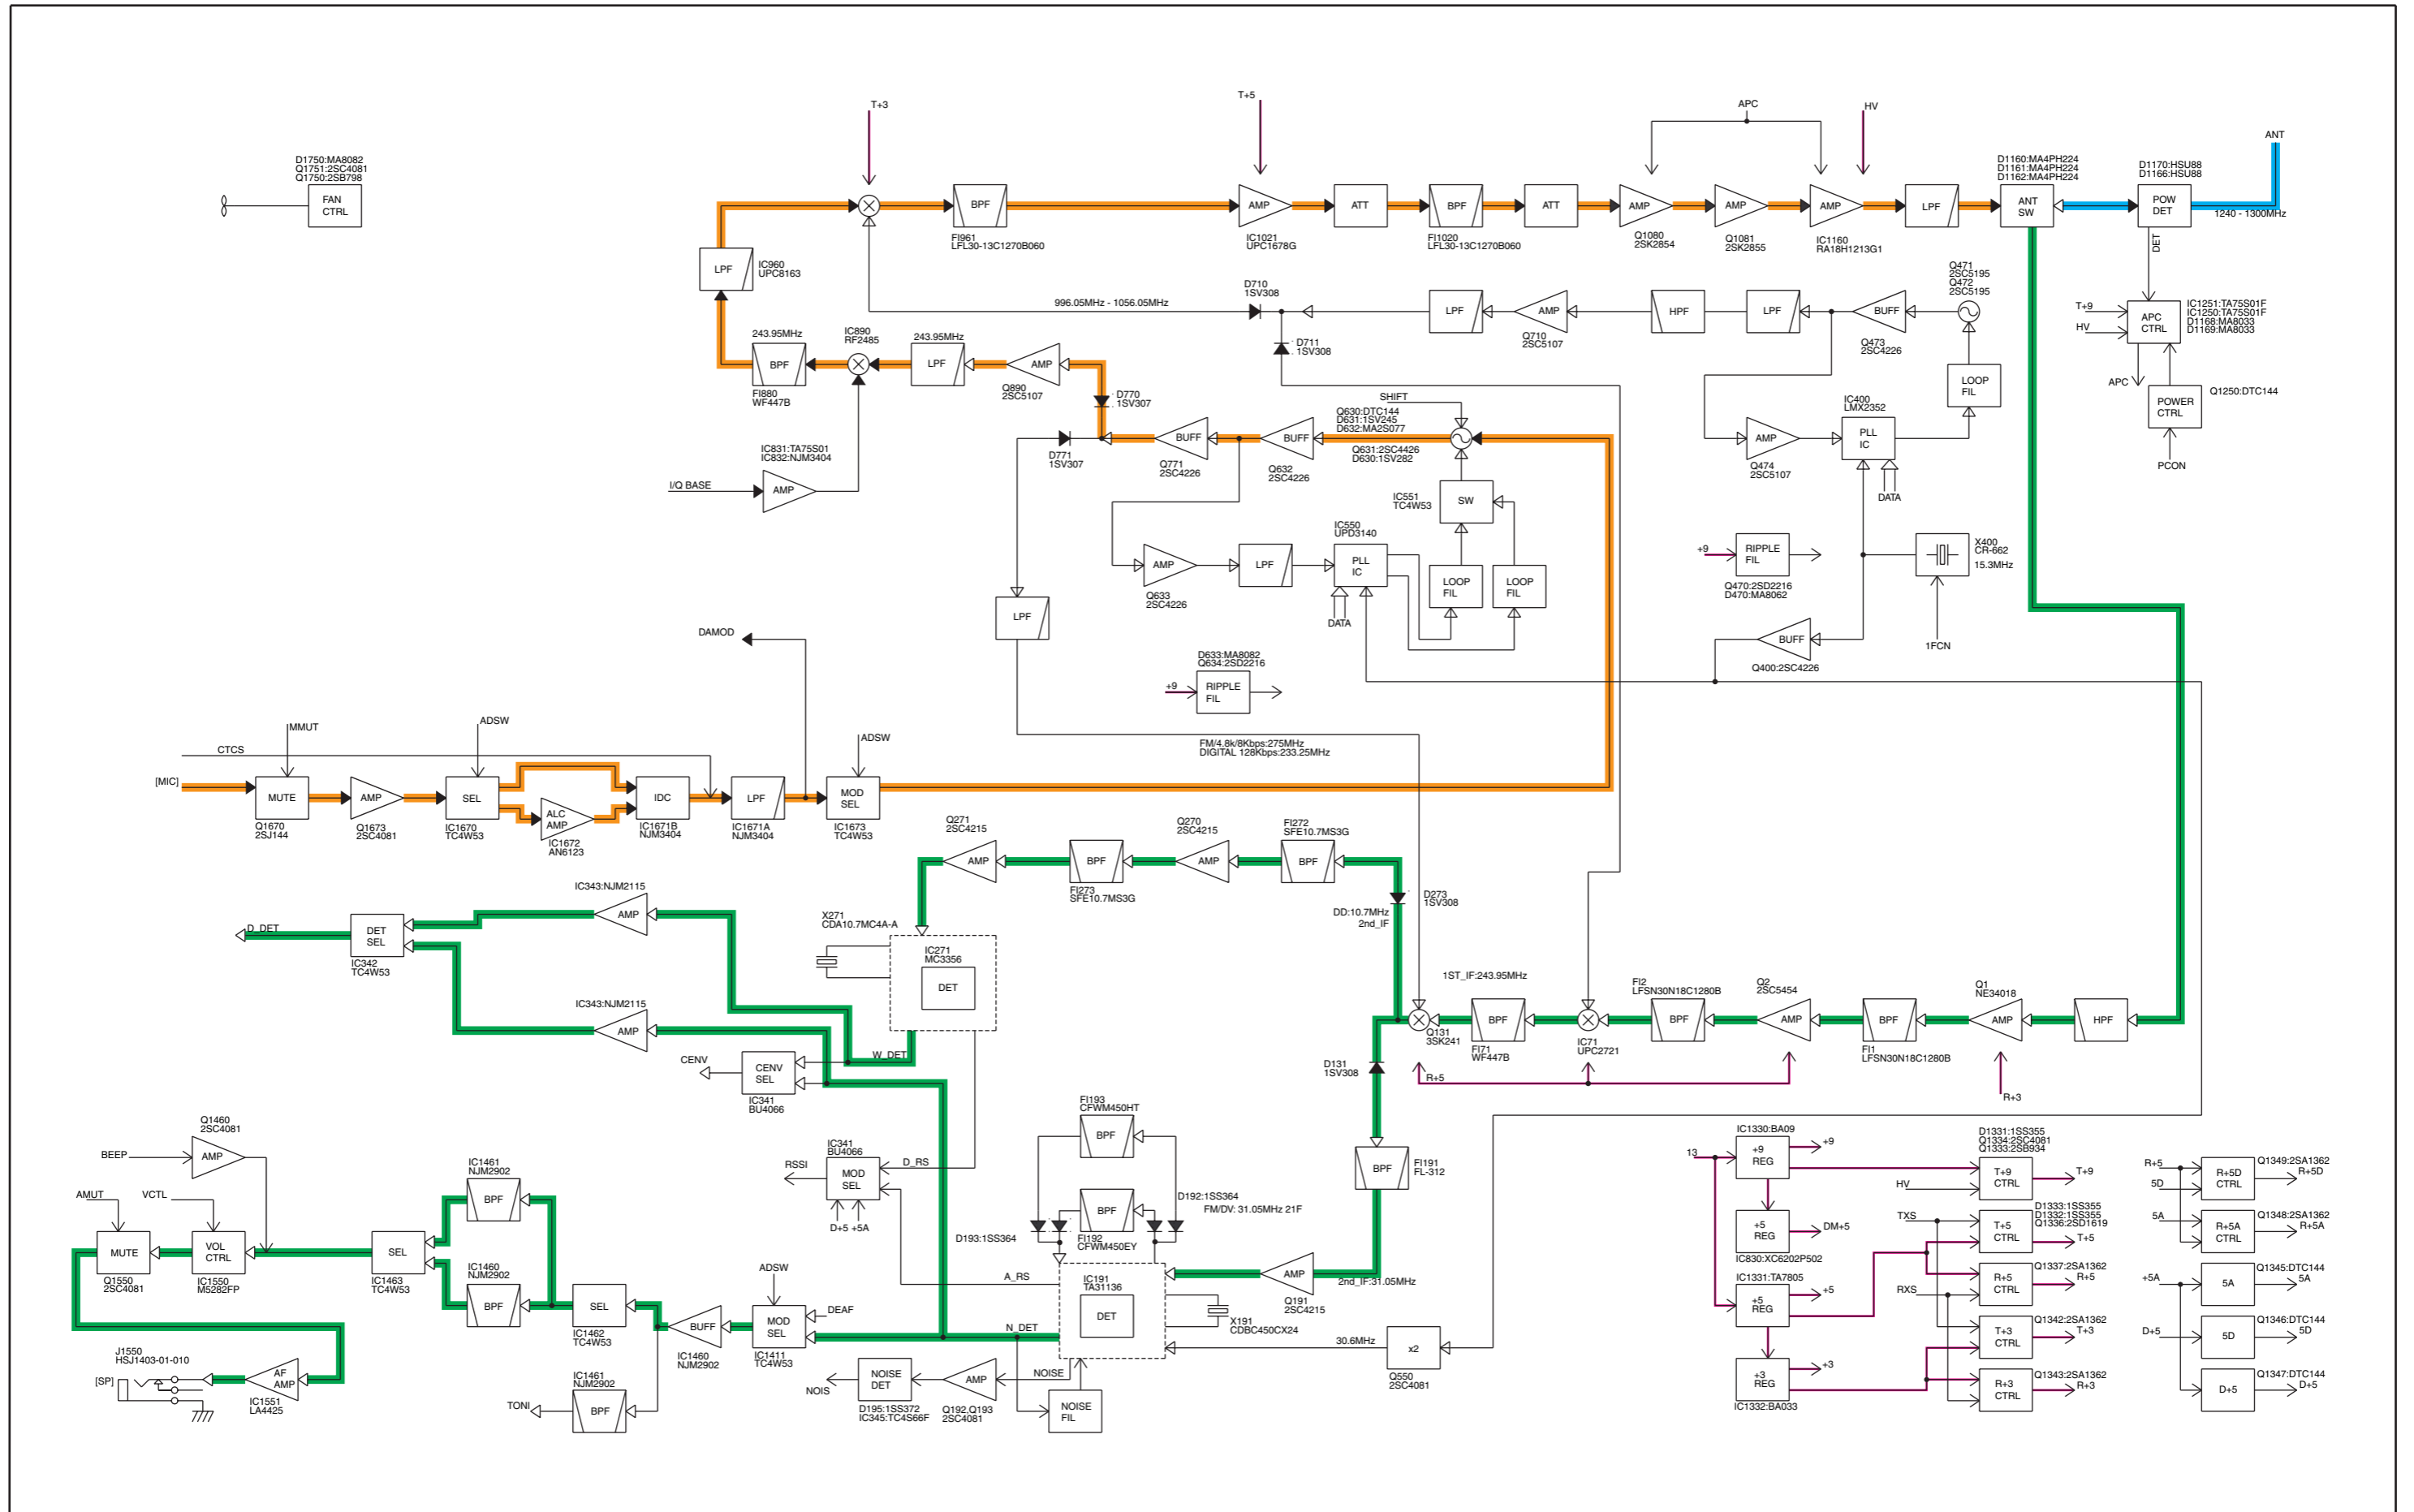 T+3
T+5
APC
HV
ANT
D1750:MA8082
Q1751:2SC4081
Q1750:2SB798
FAN
CTRL
D1160:MA4PH224
D1161:MA4PH224
D1162:MA4PH224
D1170:HSU88
D1166:HSU88
BPF
FI961
LFL30-13C1270B060
AMP
IC1021
UPC1678G
ATT
BPF
FI1020
LFL30-13C1270B060
ATT
AMP
Q1080
2SK2854
AMP
Q1081
2SK2855
AMP
IC1160
RA18H1213G1
LPF
ANT
SW
POW
DET
1240 - 1300MHz
DET
LPF
IC960
UPC8163
996.05MHz - 1056.05MHz
D710
1SV308
D711
1SV308
LPF
AMP
Q710
2SC5107
HPF
LPF
BUFF
Q473
2SC4226
Q471
2SC5195
Q472
2SC5195
T+9
HV
APC
CTRL
IC1251:TA75S01F
IC1250:TA75S01F
D1168:MA8033
D1169:MA8033
APC
POWER
CTRL
Q1250:DTC144
PCON
243.95MHz
BPF
FI880
WF447B
IC890
RF2485
243.95MHz
LPF
AMP
Q890
2SC5107
D770
1SV307
D771
1SV307
BUFF
Q771
2SC4226
BUFF
Q632
2SC4226
SHIFT
Q630:DTC144
D631:1SV245
D632:MA2S077
Q631:2SC4426
D630:1SV282
LOOP
FIL
IC400
LMX2352
PLL
IC
AMP
Q474
2SC5107
DATA
I/Q BASE
IC831:TA75S01
IC832:NJM3404
AMP
IC551
TC4W53
SW
AMP
Q633
2SC4226
LPF
IC550
UPD3140
PLL
IC
DATA
LOOP
FIL
LOOP
FIL
+9
RIPPLE
FIL
Q470:2SD2216
D470:MA8062
X400
CR-662
15.3MHz
1FCN
BUFF
Q400:2SC4226
LPF
D633:MA8082
Q634:2SD2216
+9
RIPPLE
FIL
DAMOD
MMUT
ADSW
CTCS
ADSW
FM/4.8k/8Kbps:275MHz
DIGITAL 128Kbps:233.25MHz
[MIC]
MUTE
Q1670
2SJ144
AMP
Q1673
2SC4081
SEL
IC1670
TC4W53
ALC
AMP
IC1672
AN6123
IDC
IC1671B
NJM3404
LPF
IC1671A
NJM3404
MOD
SEL
IC1673
TC4W53
Q271
2SC4215
AMP
BPF
FI273
SFE10.7MS3G
Q270
2SC4215
AMP
FI272
SFE10.7MS3G
BPF
D273
1SV308
DD:10.7MHz
2nd_IF
IC343:NJM2115
AMP
D_DET
DET
SEL
IC342
TC4W53
X271
CDA10.7MC4A-A
IC271
MC3356
DET
IC343:NJM2115
AMP
W_DET
CENV
CENV
SEL
IC341
BU4066
1ST_IF:243.95MHz
Q131
3SK241
BPF
FI71
WF447B
IC71
UPC2721
FI2
LFSN30N18C1280B
BPF
Q2
2SC5454
AMP
BPF
FI1
LFSN30N18C1280B
Q1
NE34018
AMP
HPF
D131
1SV308
R+5
R+3
Q1460
2SC4081
BEEP
AMP
AMUT
VCTL
MUTE
Q1550
2SC4081
VOL
CTRL
IC1550
M5282FP
SEL
IC1463
TC4W53
IC1461
NJM2902
BPF
IC1460
NJM2902
BPF
SEL
IC1462
TC4W53
BUFF
IC1460
NJM2902
ADSW
MOD
SEL
IC1411
TC4W53
DEAF
IC341
BU4066
MOD
SEL
RSSI
D_RS
D+5 +5A
A_RS
N_DET
FI193
CFWM450HT
BPF
BPF
FI192
CFWM450EY
D192:1SS364
FM/DV: 31.05MHz 21F
D193:1SS364
IC191
TA31136
DET
X191
CDBC450CX24
AMP
Q191
2SC4215
2nd_IF:31.05MHz
BPF
FI191
FL-312
30.6MHz
x2
Q550
2SC4081
J1550
HSJ1403-01-010
[SP]
AF
AMP
IC1551
LA4425
TONI
IC1461
NJM2902
BPF
NOIS
NOISE
DET
D195:1SS372
IC345:TC4S66F
AMP
Q192,Q193
2SC4081
NOISE
NOISE
FIL
13
IC1330:BA09
+9
REG
+9
+5
REG
DM+5
IC830:XC6202P502
IC1331:TA7805
+5
REG
+5
+3
REG
+3
IC1332:BA033
D1331:1SS355
Q1334:2SC4081
Q1333:2SB934
HV
T+9
CTRL
T+9
TXS
D1333:1SS355
D1332:1SS355
Q1336:2SD1619
T+5
CTRL
T+5
RXS
Q1337:2SA1362
R+5
CTRL
R+5
Q1342:2SA1362
T+3
CTRL
T+3
Q1343:2SA1362
R+3
CTRL
R+3
R+5
5D
R+5D
CTRL
Q1349:2SA1362
R+5D
5A
R+5A
CTRL
Q1348:2SA1362
R+5A
+5A
5A
Q1345:DTC144
5A
D+5
5D
Q1346:DTC144
5D
D+5
Q1347:DTC144
D+5